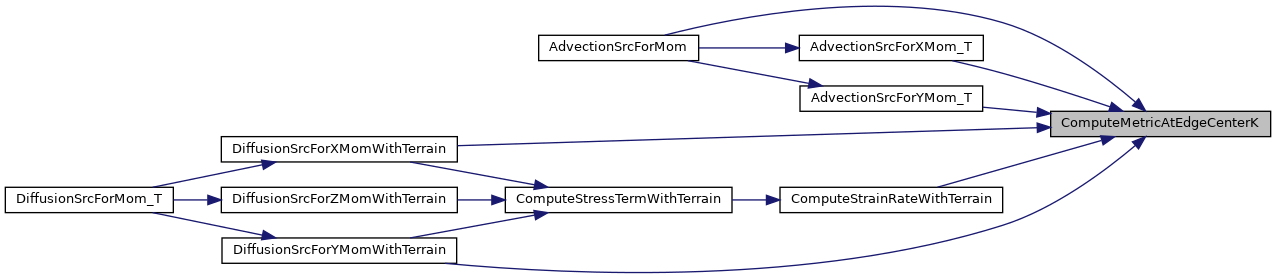 AdvectionSrcForMom
AdvectionSrcForXMom_T
AdvectionSrcForYMom_T
ComputeMetricAtEdgeCenterK
DiffusionSrcForXMomWithTerrain
DiffusionSrcForMom_T
DiffusionSrcForZMomWithTerrain
ComputeStressTermWithTerrain
ComputeStrainRateWithTerrain
DiffusionSrcForYMomWithTerrain